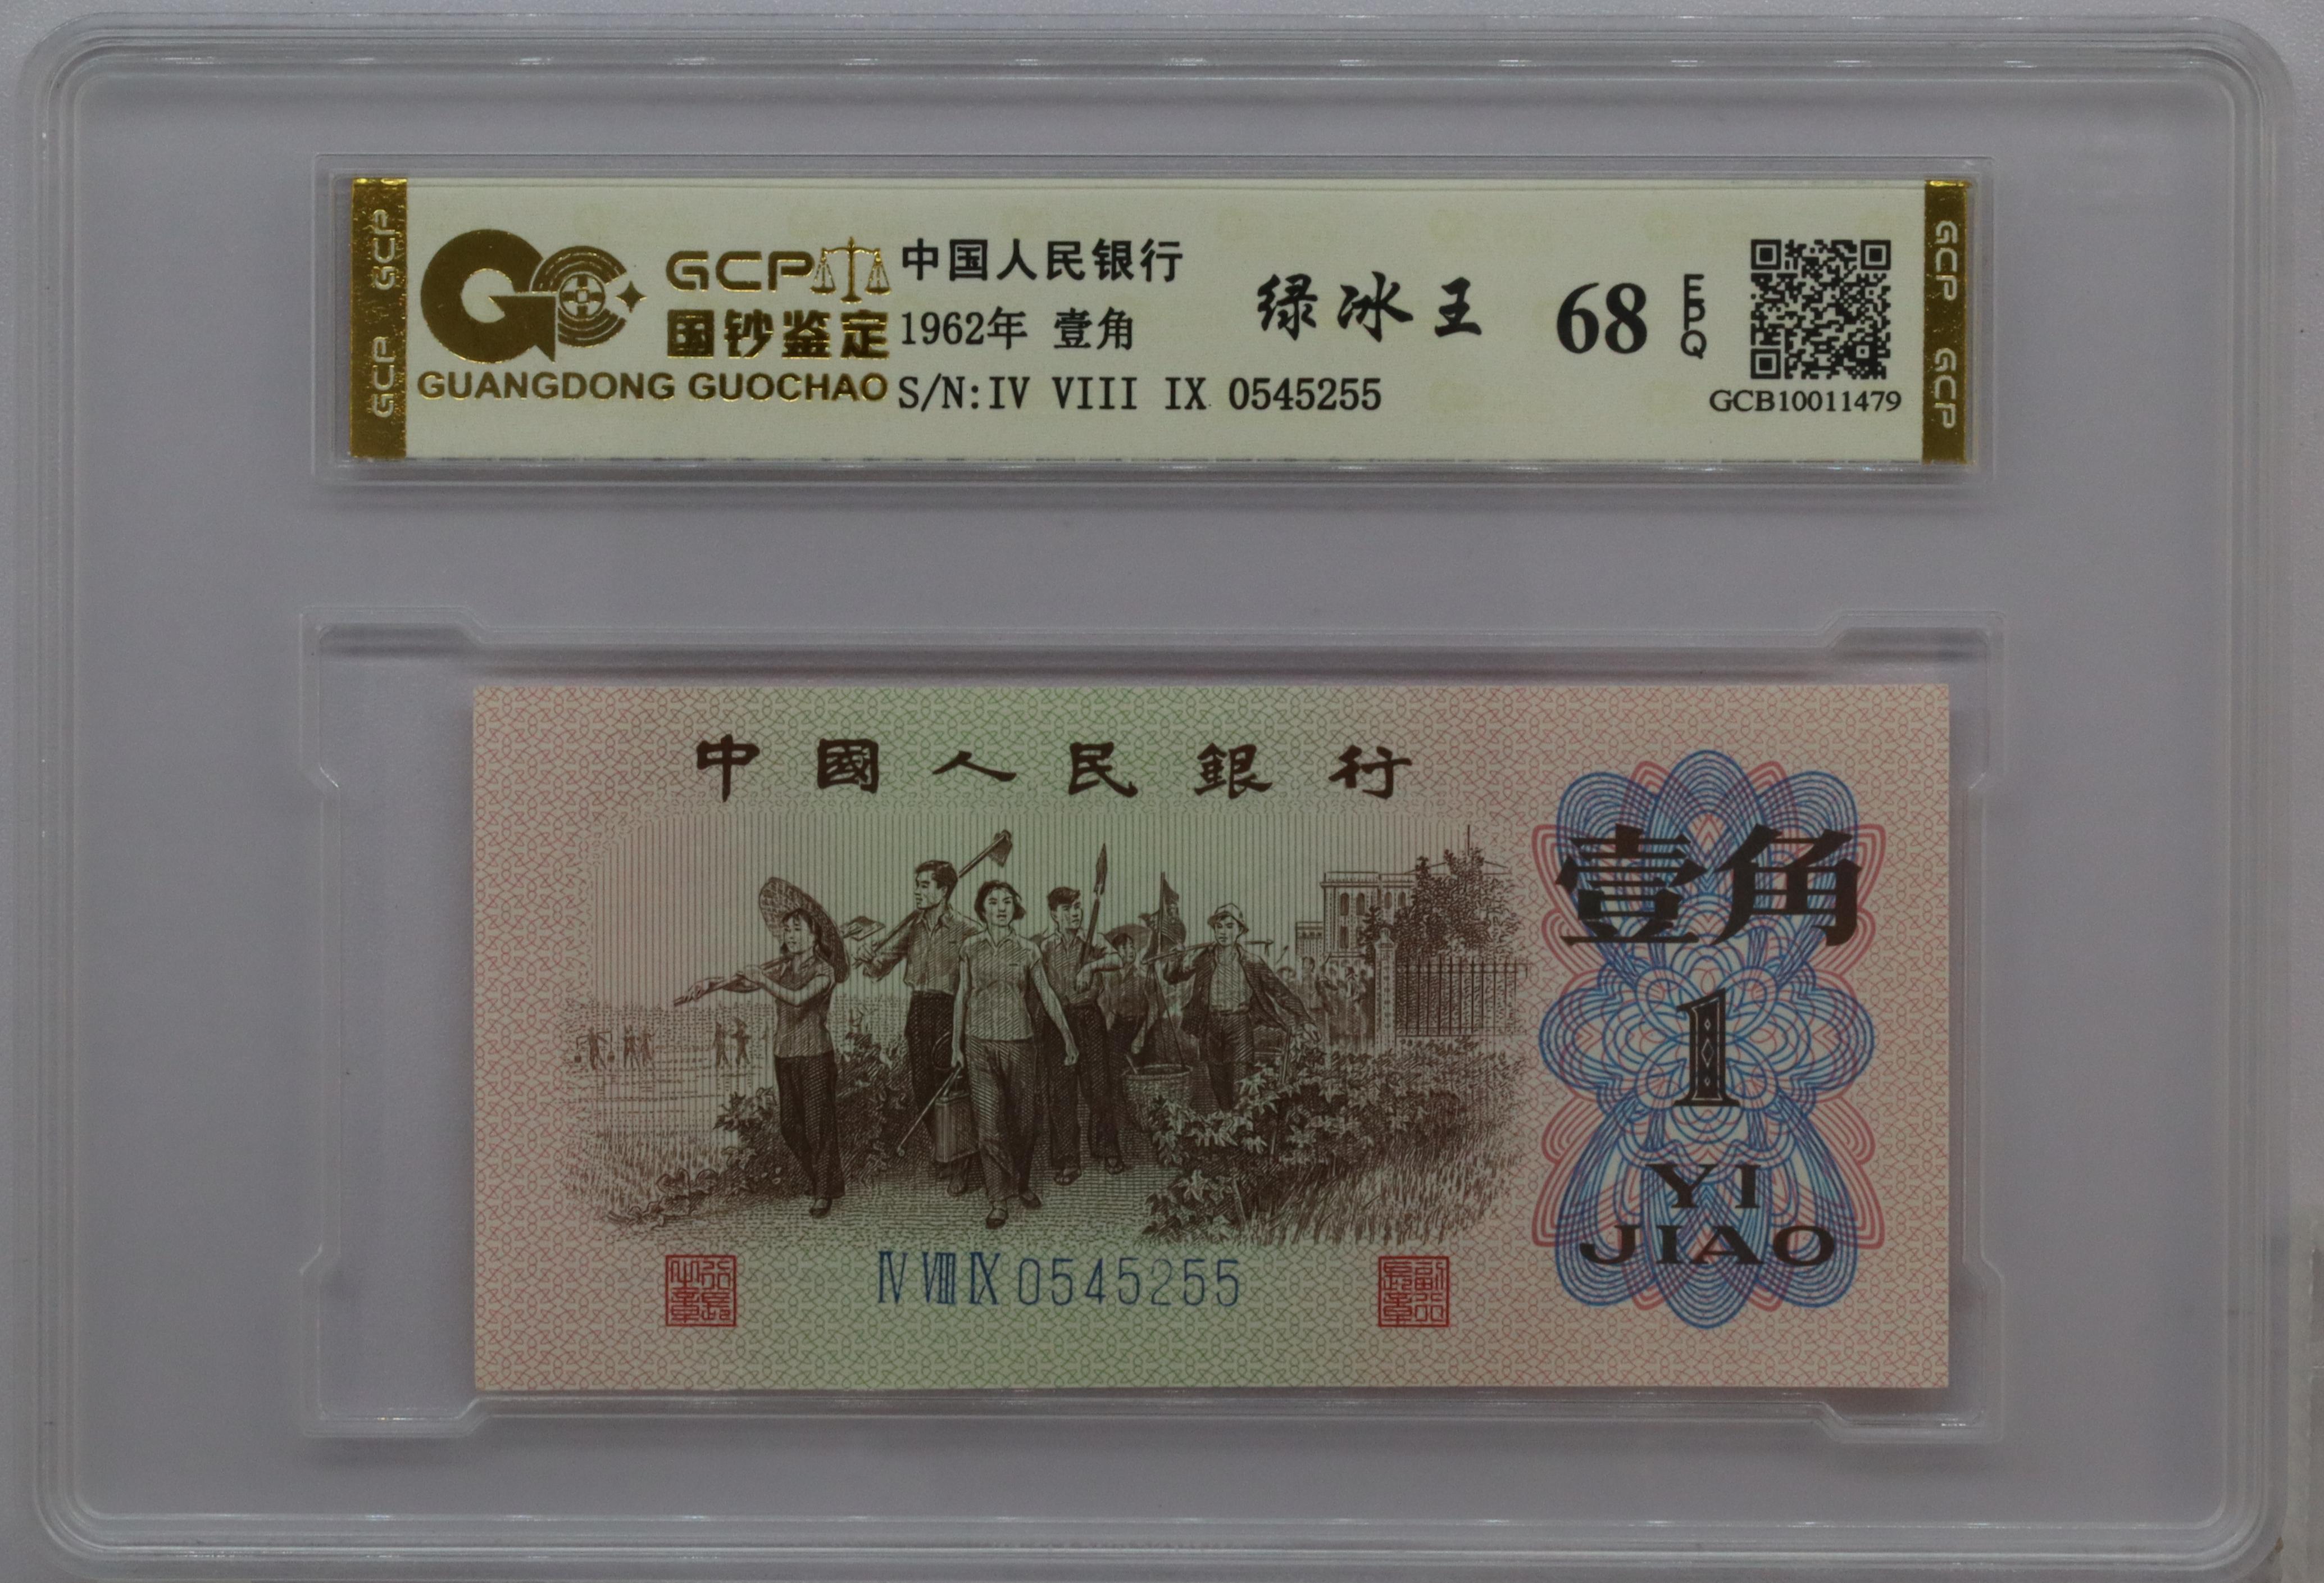 GCP
国钞鉴定
GUANGDONG GUOCHAO
中国人民银行
1962年 壹角
S/N:IV VIII IX 0545255
绿冰王
68
EPQ
GCB10011479
GCP GCP
GCP GCP
中國人民銀行
壹角
1
YI
JIAO
IV VIII IX 0545255